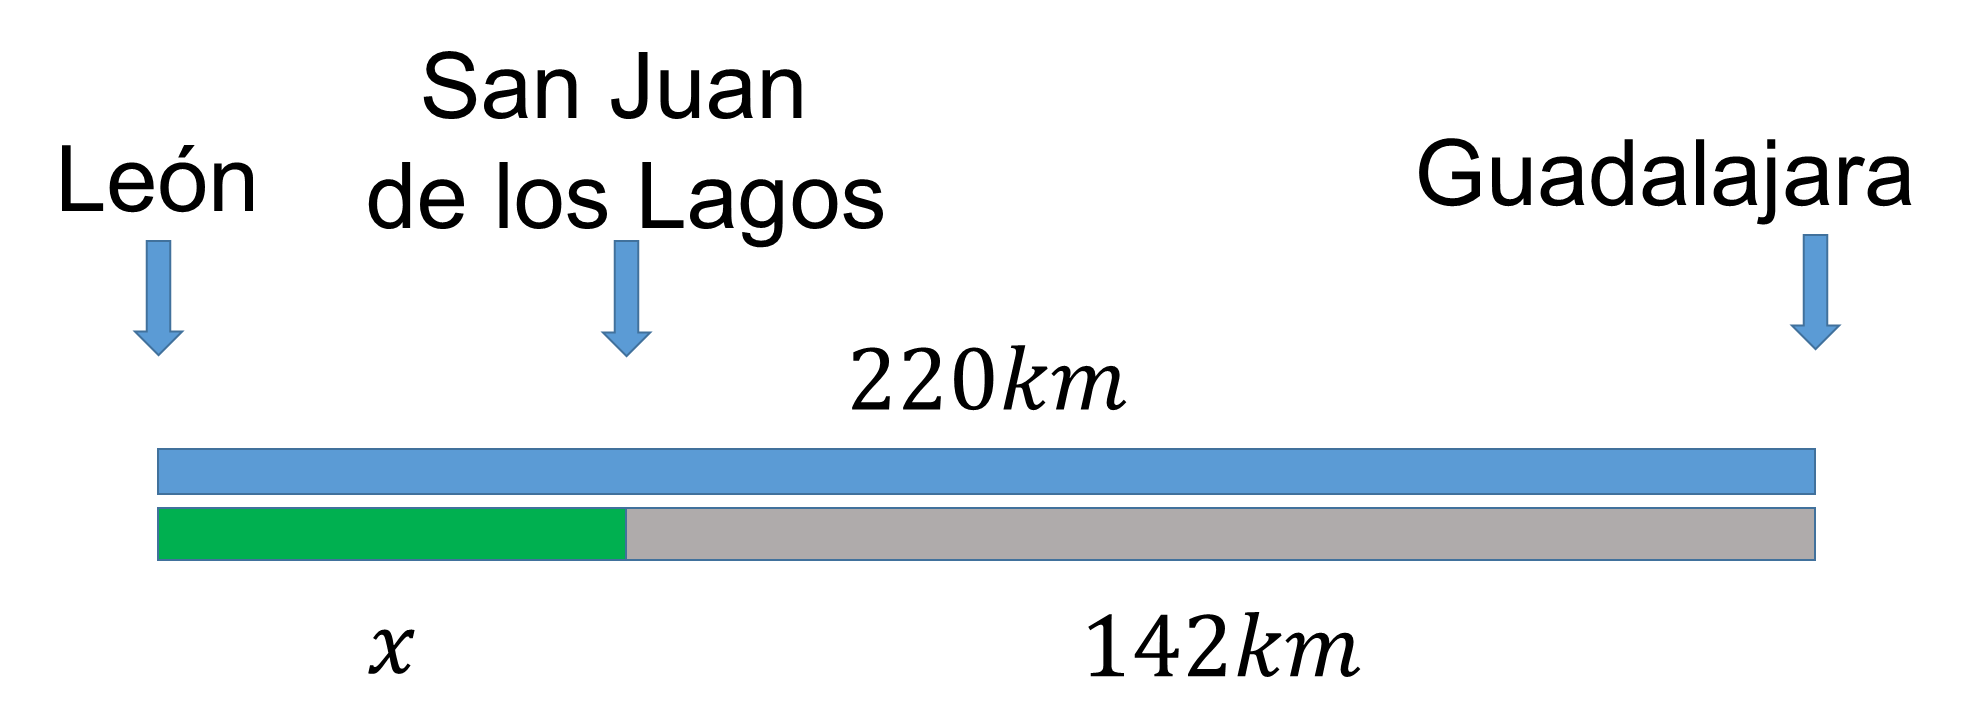 León
San Juan
de los Lagos
Guadalajara
220km
x
142km